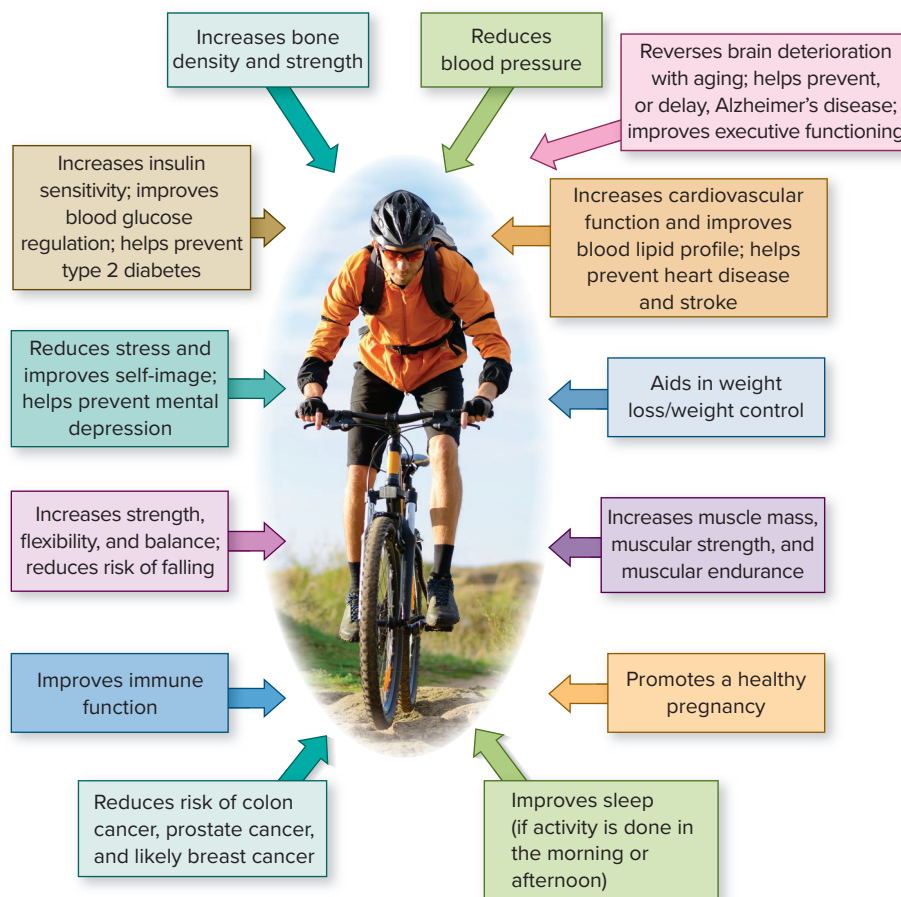 Increases bone
density and strength
Reduces
blood pressure
Reverses brain deterioration
with aging; helps prevent,
or delay, Alzheimer’s disease;
improves executive functioning
Increases insulin
sensitivity; improves
blood glucose
regulation; helps prevent
type 2 diabetes
Increases cardiovascular
function and improves
blood lipid profile; helps
prevent heart disease
and stroke
Reduces stress and
improves self-image;
helps prevent mental
depression
Aids in weight
loss/weight control
Increases strength,
flexibility, and balance;
reduces risk of falling
Increases muscle mass,
muscular strength, and
muscular endurance
Improves immune
function
Promotes a healthy
pregnancy
Reduces risk of colon
cancer, prostate cancer,
and likely breast cancer
Improves sleep
(if activity is done in
the morning or
afternoon)